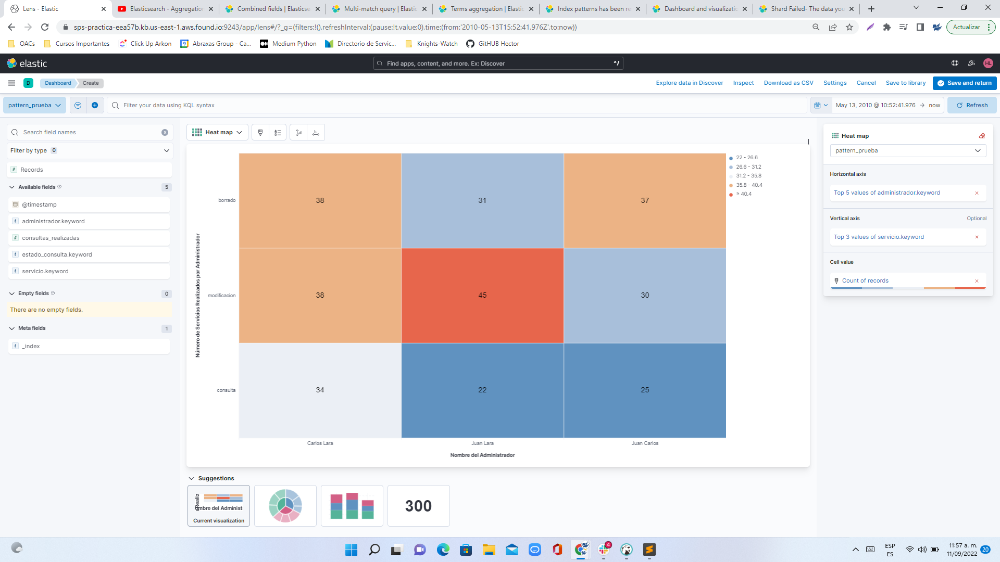 Lens - Elastic
Elasticsearch - Aggregation
Combined fields | Elasticse
Multi-match query | Elastic
Terms aggregation | Elastic
Index patterns has been re
Dashboard and visualizatio
Shard Failed- The data you
sps-practica-eea57b.kb.us-east-1.aws.found.io:9243/app/lens#/?_g=(filters:!(),refreshInterval:(pause:!t,value:0),time:(from:'2010-05-13T15:52:41.976Z',to:now))
Actualizar
OACs
Cursos Importantes
Click Up Arkon
9
Abraxas Group - Ca...
Medium Python
Directorio de Servic...
Knights-Watch
GitHUB Hector
elastic
Find apps, content, and more. Ex: Discover
^/
HL
D
Dashboard
Create
Explore data in Discover
Inspect
Download as CSV
Settings
Cancel
Save to library
Save and return
pattern_prueba
Filter your data using KQL syntax
May 13, 2010 @ 10:52:41.976 → now
Refresh
Search field names
Filter by type 0
# Records
Available fields 5
@timestamp
t administrador.keyword
# consultas_realizadas
t estado_consulta.keyword
t servicio.keyword
Empty fields 0
There are no empty fields.
Meta fields 1
t _index
Heat map
Número de Servicios Realizados por Administrador
borrado
38
31
37
modificacion
38
45
30
consulta
34
22
25
Carlos Lara
Juan Lara
Juan Carlos
Nombre del Administrador
22 - 26.6
26.6 - 31.2
31.2 - 35.8
35.8 - 40.4
≥ 40.4
Heat map
pattern_prueba
Horizontal axis
Top 5 values of administrador.keyword
Vertical axis
Optional
Top 3 values of servicio.keyword
Cell value
Count of records
Suggestions
Realiz
mbre del Administ
Current visualization
300
4
ESP
ES
11:57 a. m.
11/09/2022
20